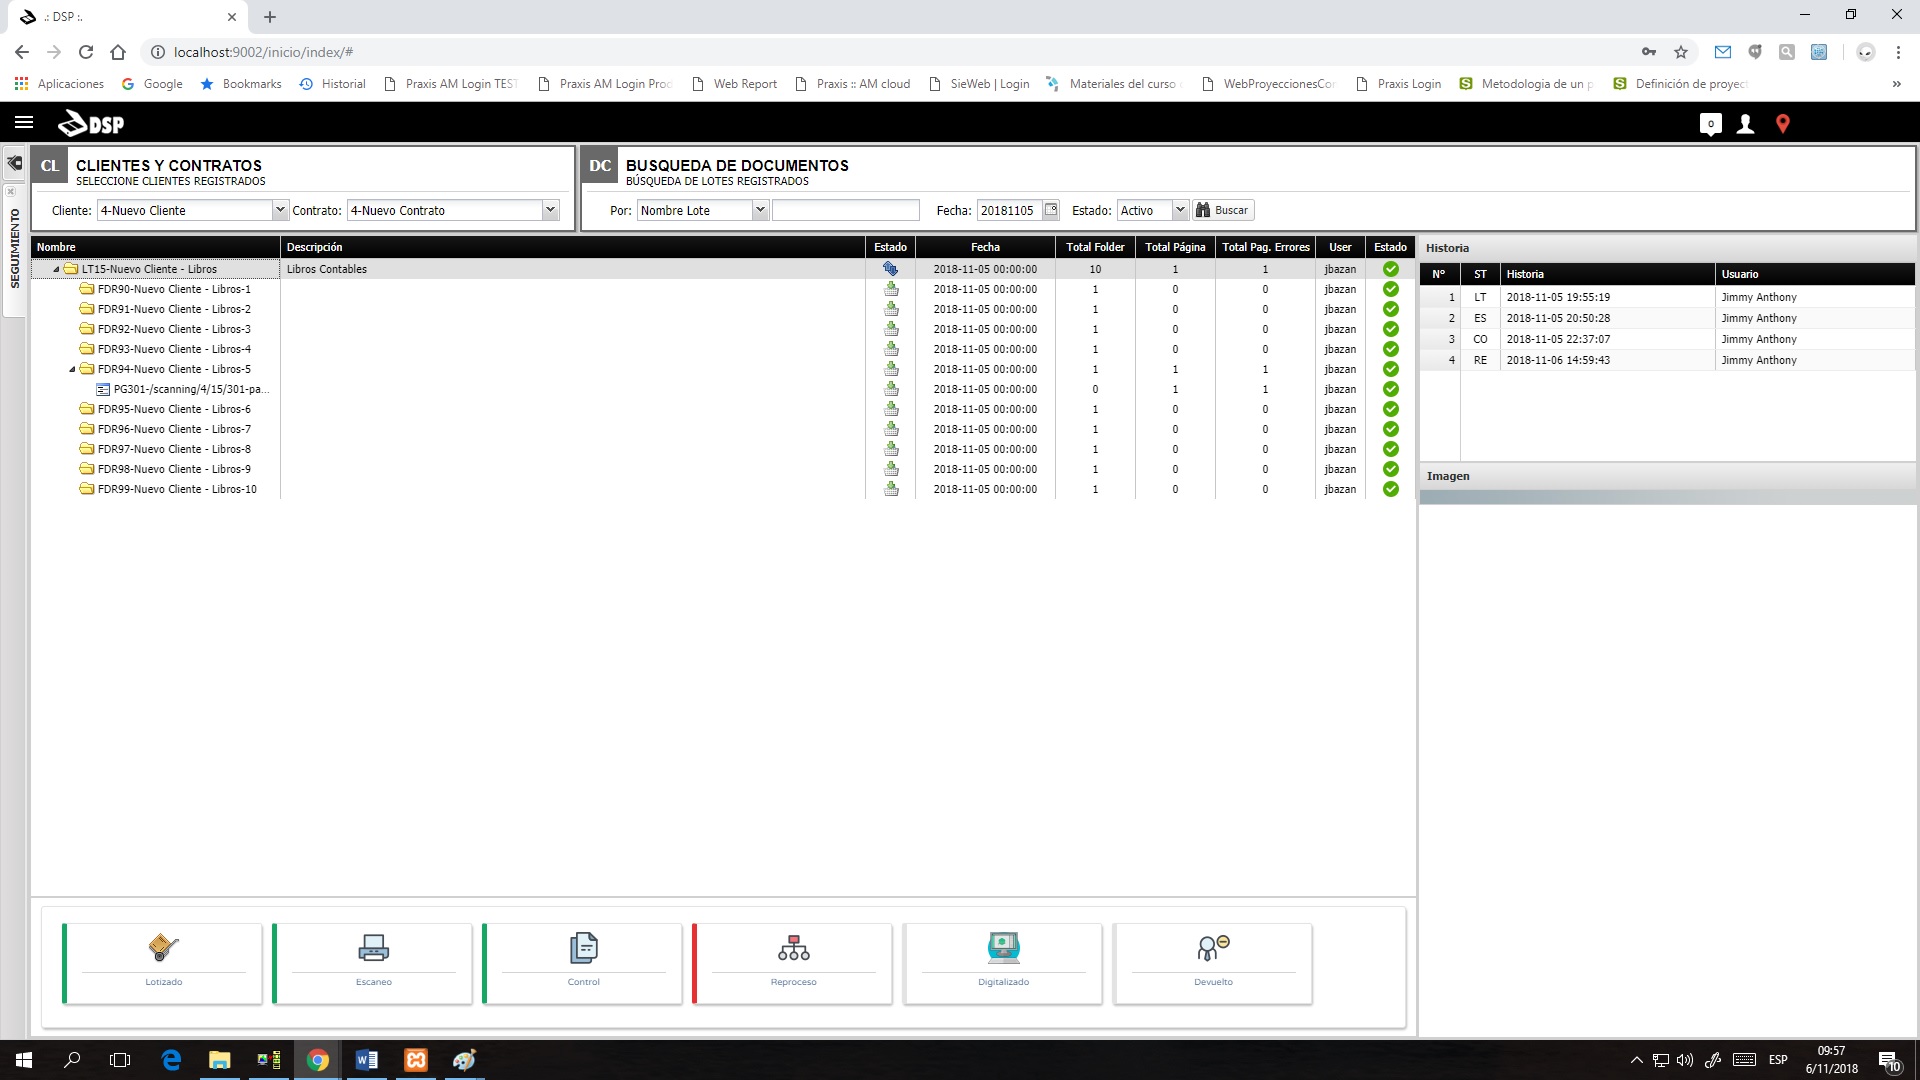 .: DSP :.
localhost:9002/inicio/index/#
Aplicaciones Google Bookmarks Historial Praxis AM Login TEST Praxis AM Login Prod Web Report Praxis :: AM cloud SieWeb | Login Materiales del curso WebProyeccionesCon Praxis Login Metodologia de un p Definición de proyect »
DSP 0
SEGUIMIENTO
CL CLIENTES Y CONTRATOS
SELECCIONE CLIENTES REGISTRADOS
Cliente: 4-Nuevo Cliente Contrato: 4-Nuevo Contrato
DC BUSQUEDA DE DOCUMENTOS
BÚSQUEDA DE LOTES REGISTRADOS
Por: Nombre Lote Fecha: 20181105 Estado: Activo Buscar
Nombre Descripción Estado Fecha Total Folder Total Página Total Pag. Errores User Estado
LT15-Nuevo Cliente - Libros Libros Contables 2018-11-05 00:00:00 10 1 1 jbazan
FDR90-Nuevo Cliente - Libros-1 2018-11-05 00:00:00 1 0 0 jbazan
FDR91-Nuevo Cliente - Libros-2 2018-11-05 00:00:00 1 0 0 jbazan
FDR92-Nuevo Cliente - Libros-3 2018-11-05 00:00:00 1 0 0 jbazan
FDR93-Nuevo Cliente - Libros-4 2018-11-05 00:00:00 1 0 0 jbazan
FDR94-Nuevo Cliente - Libros-5 2018-11-05 00:00:00 1 1 1 jbazan
PG301-/scanning/4/15/301-pa... 2018-11-05 00:00:00 0 1 1 jbazan
FDR95-Nuevo Cliente - Libros-6 2018-11-05 00:00:00 1 0 0 jbazan
FDR96-Nuevo Cliente - Libros-7 2018-11-05 00:00:00 1 0 0 jbazan
FDR97-Nuevo Cliente - Libros-8 2018-11-05 00:00:00 1 0 0 jbazan
FDR98-Nuevo Cliente - Libros-9 2018-11-05 00:00:00 1 0 0 jbazan
FDR99-Nuevo Cliente - Libros-10 2018-11-05 00:00:00 1 0 0 jbazan
Historia
Nº ST Historia Usuario
1 LT 2018-11-05 19:55:19 Jimmy Anthony
2 ES 2018-11-05 20:50:28 Jimmy Anthony
3 CO 2018-11-05 22:37:07 Jimmy Anthony
4 RE 2018-11-06 14:59:43 Jimmy Anthony
Imagen
Lotizado Escaneo Control Reproceso Digitalizado Devuelto
ESP
09:57
6/11/2018
10